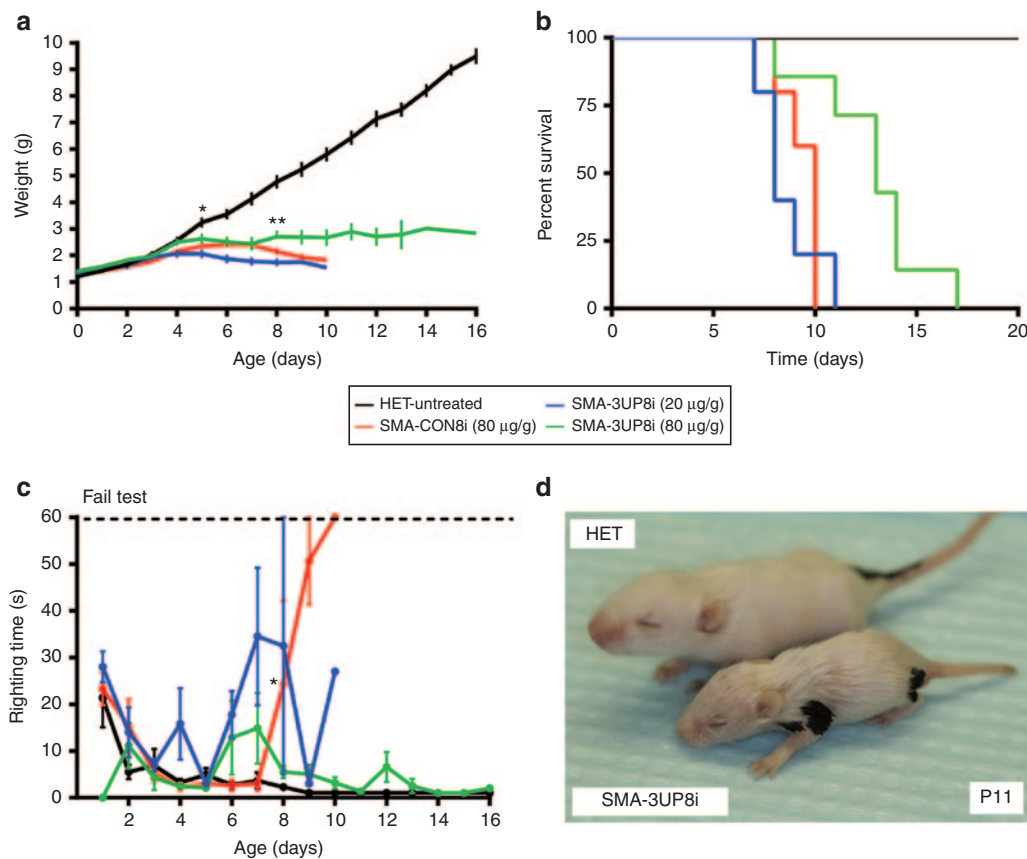 a
10
9
8
7
6
5
4
3
2
1
0
Weight (g)
*
**
0 2 4 6 8 10 12 14 16
Age (days)
b
100
75
50
25
0
Percent survival
0 5 10 15 20
Time (days)
HET-untreated
SMA-CON8i (80 μg/g)
SMA-3UP8i (20 μg/g)
SMA-3UP8i (80 μg/g)
c
Fail test
60
50
40
30
20
10
0
Righting time (s)
*
2 4 6 8 10 12 14 16
Age (days)
d
HET
SMA-3UP8i
P11